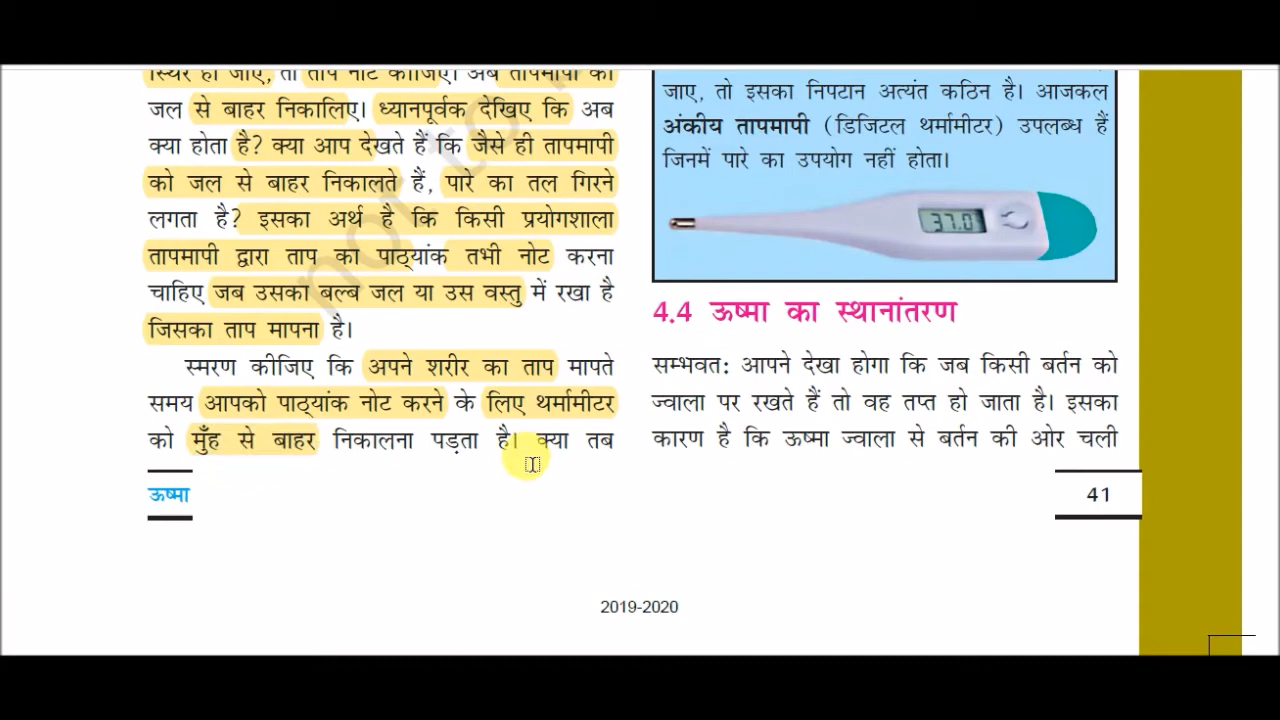 स्थिर हो जाए, तो ताप नोट कीजिए। अब तापमापी को
जल से बाहर निकालिए। ध्यानपूर्वक देखिए कि अब
क्या होता है? क्या आप देखते हैं कि जैसे ही तापमापी
को जल से बाहर निकालते हैं, पारे का तल गिरने
लगता है? इसका अर्थ है कि किसी प्रयोगशाला
तापमापी द्वारा ताप का पाठ्यांक तभी नोट करना
चाहिए जब उसका बल्ब जल या उस वस्तु में रखा है
जिसका ताप मापना है।
स्मरण कीजिए कि अपने शरीर का ताप मापते
समय आपको पाठ्यांक नोट करने के लिए थर्मामीटर
को मुँह से बाहर निकालना पड़ता है। क्या तब
जाए, तो इसका निपटान अत्यंत कठिन है। आजकल
अंकीय तापमापी (डिजिटल थर्मामीटर) उपलब्ध हैं
जिनमें पारे का उपयोग नहीं होता।
37.0
4.4 ऊष्मा का स्थानांतरण
सम्भवत: आपने देखा होगा कि जब किसी बर्तन को
ज्वाला पर रखते हैं तो वह तप्त हो जाता है। इसका
कारण है कि ऊष्मा ज्वाला से बर्तन की ओर चली
ऊष्मा
41
2019-2020
not to